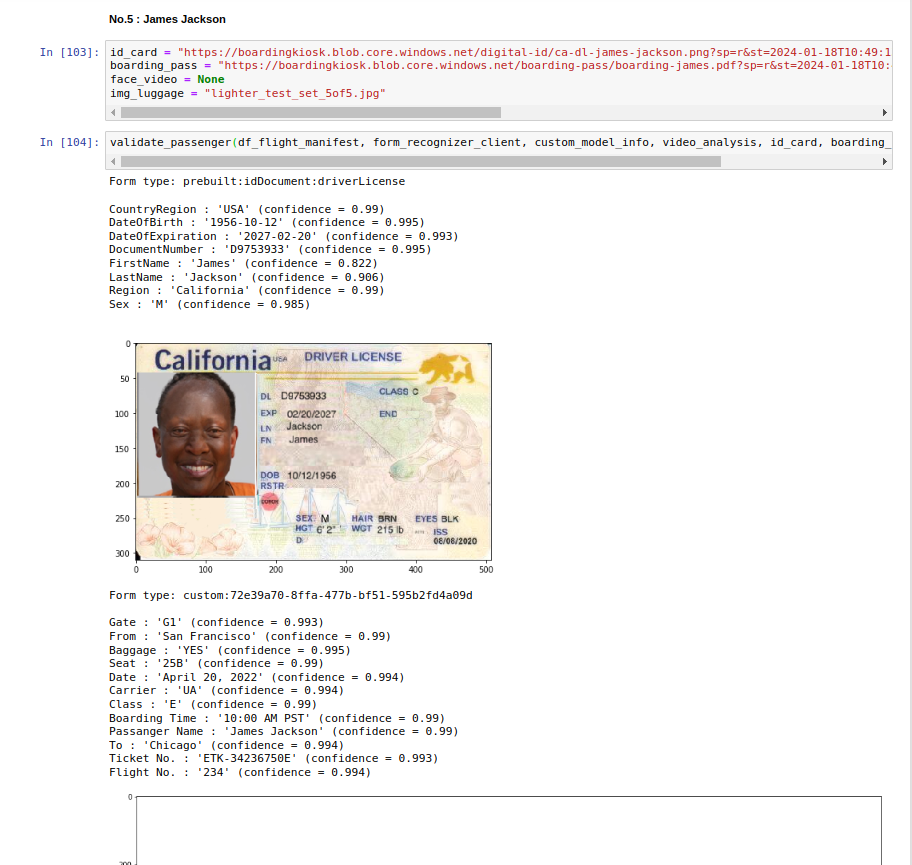 No.5 : James Jackson
In [103]: id_card = "https://boardingkiosk.blob.core.windows.net/digital-id/ca-dl-james-jackson.png?sp=r&st=2024-01-18T10:49:1
boarding_pass = "https://boardingkiosk.blob.core.windows.net/boarding-pass/boarding-james.pdf?sp=r&st=2024-01-18T10:
face_video = None
img_luggage = "lighter_test_set_5of5.jpg"
In [104]: validate_passenger(df_flight_manifest, form_recognizer_client, custom_model_info, video_analysis, id_card, boarding_
Form type: prebuilt:idDocument:driverLicense
CountryRegion : 'USA' (confidence = 0.99)
DateOfBirth : '1956-10-12' (confidence = 0.995)
DateOfExpiration : '2027-02-20' (confidence = 0.993)
DocumentNumber : 'D9753933' (confidence = 0.995)
FirstName : 'James' (confidence = 0.822)
LastName : 'Jackson' (confidence = 0.906)
Region : 'California' (confidence = 0.99)
Sex : 'M' (confidence = 0.985)
0
50
100
150
200
250
300
California USA DRIVER LICENSE
DL D9753933 CLASS C
EXP 02/20/2027 END
LN Jackson
FN James
DOB 10/12/1956
RSTR
DONOR
SEX M HAIR BRN EYES BLK
HGT 6'2" WGT 215 lb ISS
D 08/08/2020
0 100 200 300 400 500
Form type: custom:72e39a70-8ffa-477b-bf51-595b2fd4a09d
Gate : 'G1' (confidence = 0.993)
From : 'San Francisco' (confidence = 0.99)
Baggage : 'YES' (confidence = 0.995)
Seat : '25B' (confidence = 0.99)
Date : 'April 20, 2022' (confidence = 0.994)
Carrier : 'UA' (confidence = 0.994)
Class : 'E' (confidence = 0.99)
Boarding Time : '10:00 AM PST' (confidence = 0.99)
Passanger Name : 'James Jackson' (confidence = 0.99)
To : 'Chicago' (confidence = 0.994)
Ticket No. : 'ETK-34236750E' (confidence = 0.993)
Flight No. : '234' (confidence = 0.994)
0
200